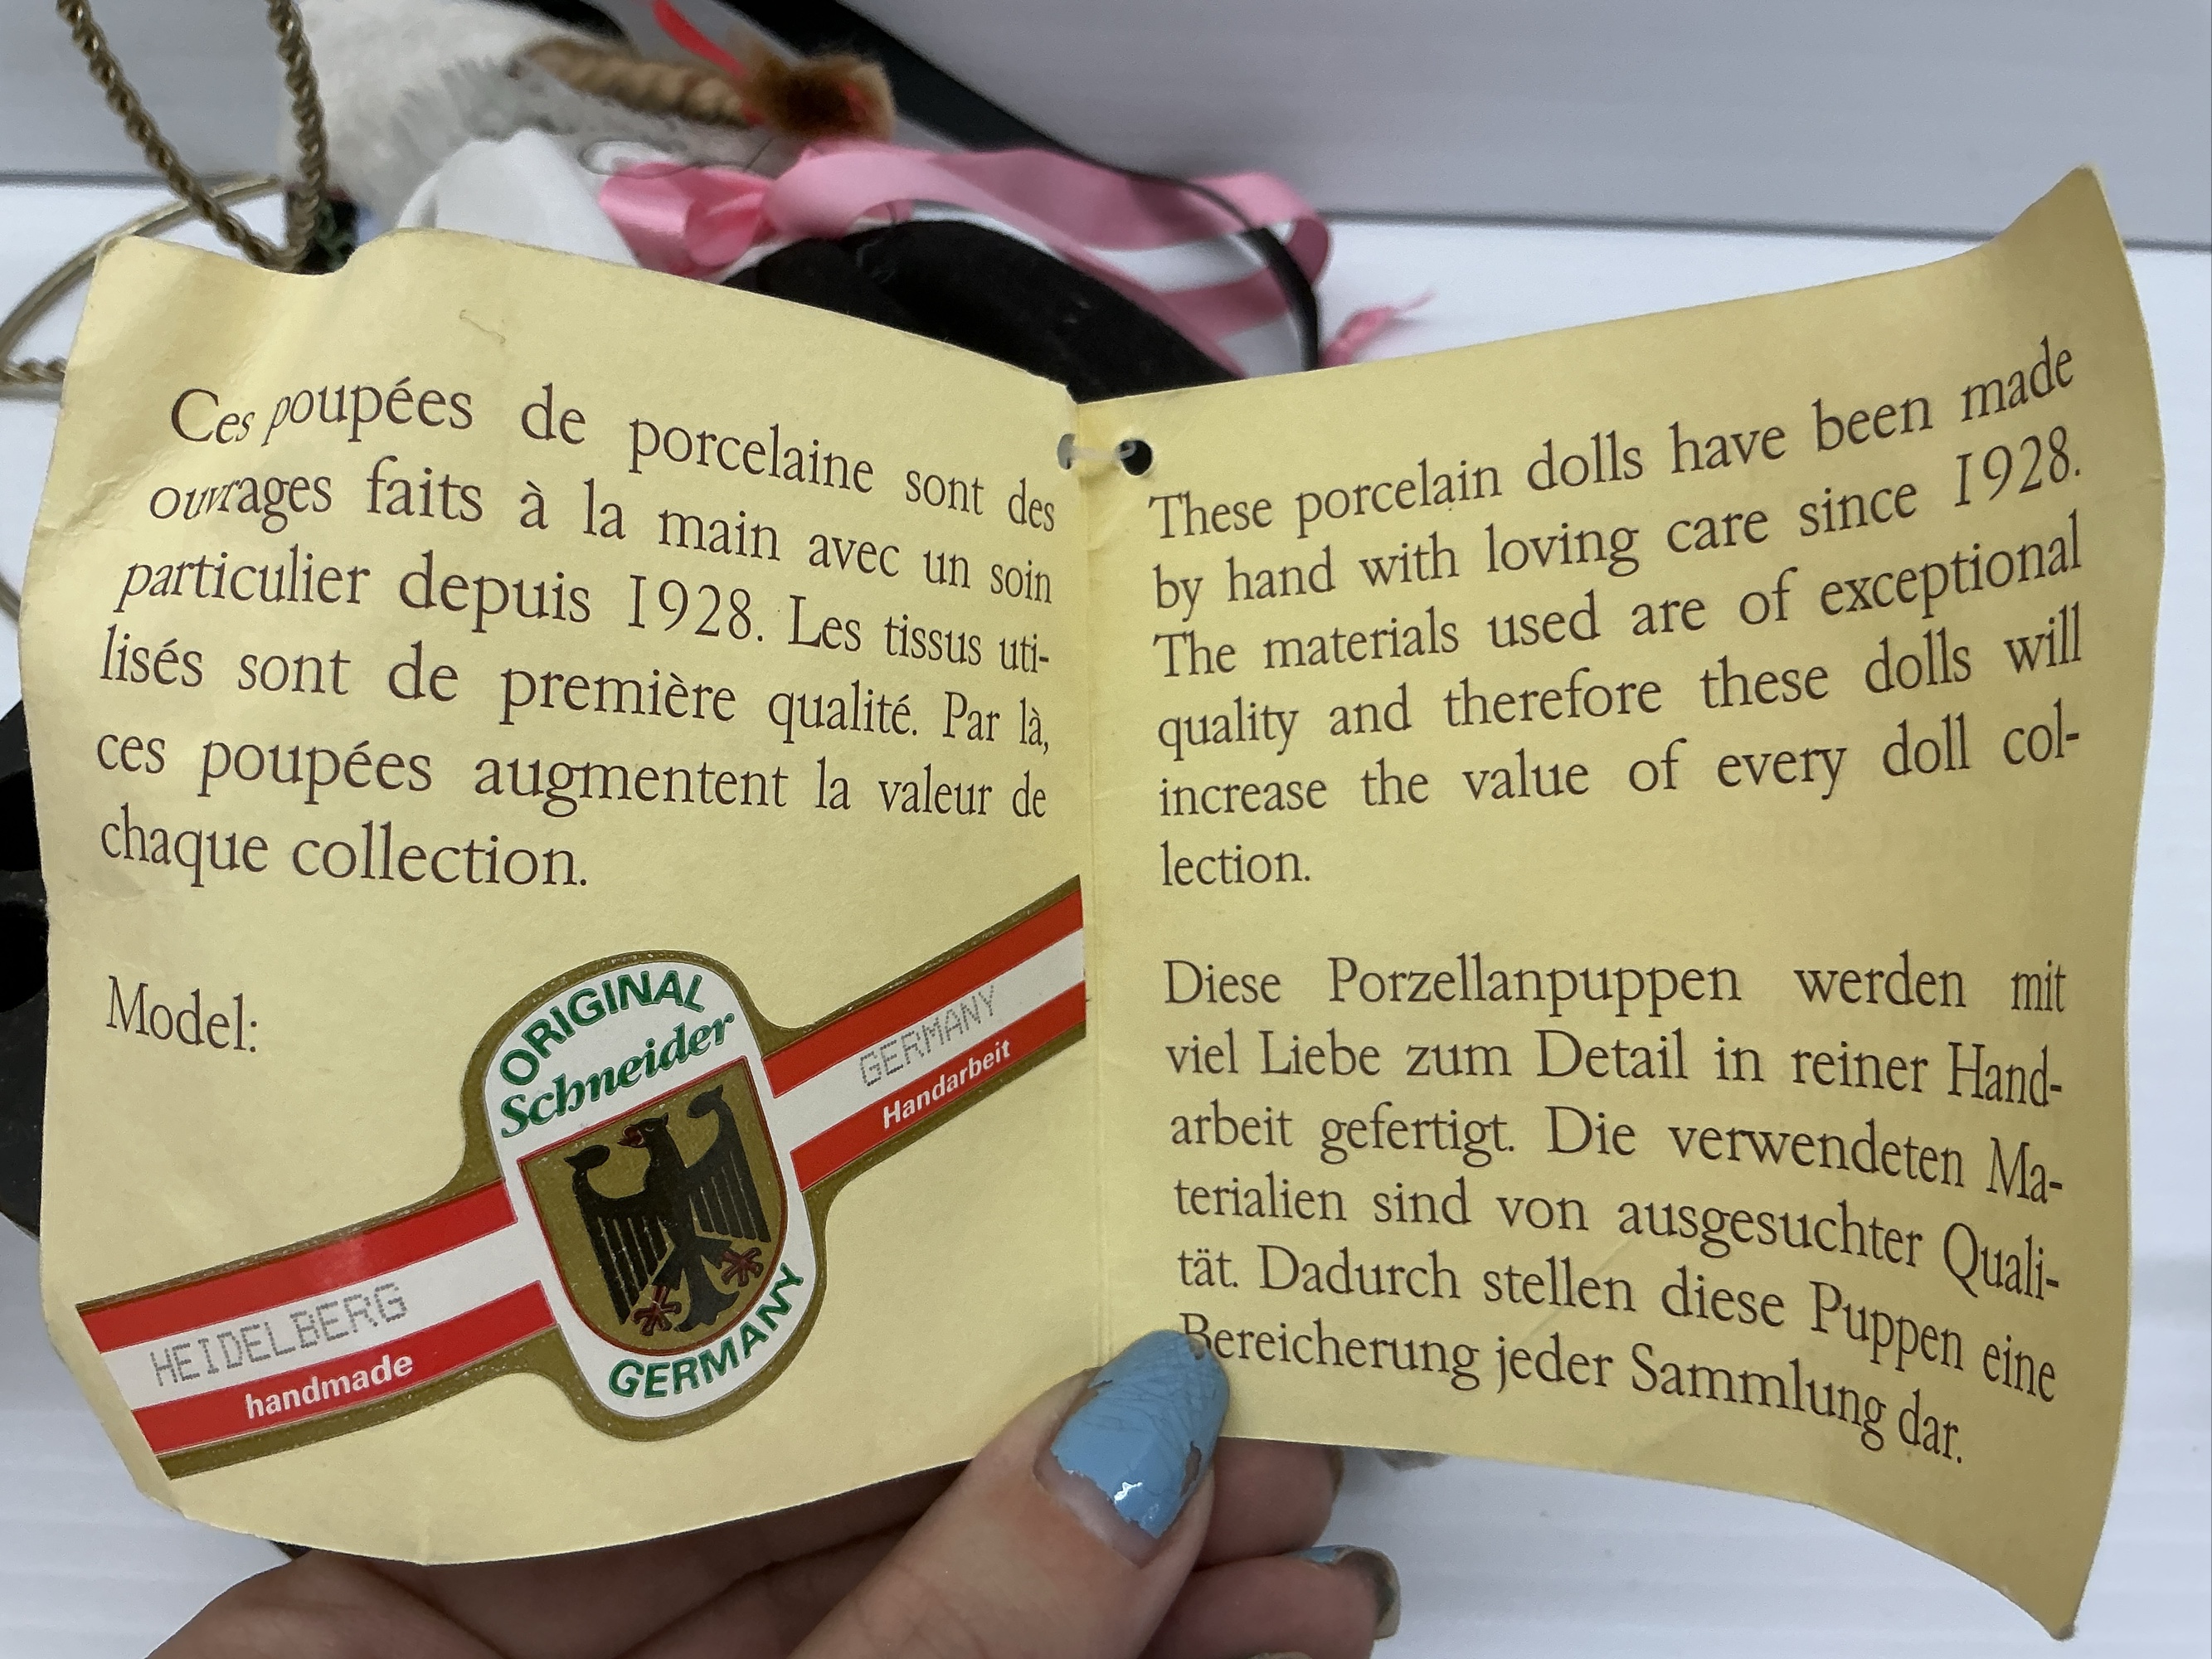 Ces poupées de porcelaine sont des
ouvrages faits à la main avec un soin
particulier depuis 1928. Les tissus uti-
lisés sont de première qualité. Par là,
ces poupées augmentent la valeur de
chaque collection.
Model:
ORIGINAL
Schneider
GERMANY
HEIDELBERG
handmade
GERMANY
Handarbeit
These porcelain dolls have been made
by hand with loving care since 1928.
The materials used are of exceptional
quality and therefore these dolls will
increase the value of every doll col-
lection.
Diese Porzellanpuppen werden mit
viel Liebe zum Detail in reiner Hand-
arbeit gefertigt. Die verwendeten Ma-
terialien sind von ausgesuchter Quali-
tät. Dadurch stellen diese Puppen eine
Bereicherung jeder Sammlung dar.